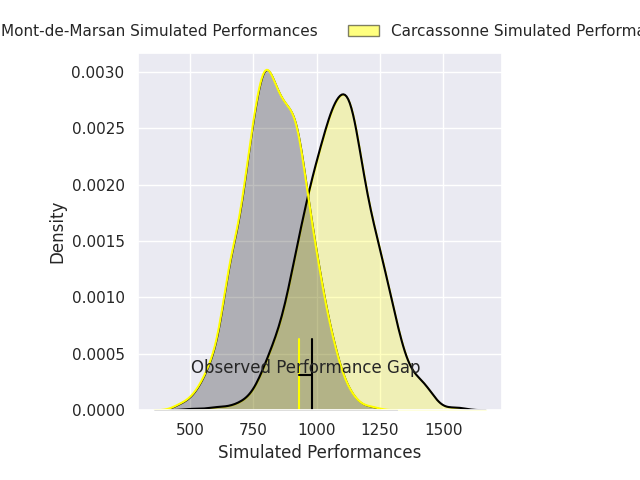 Mont-de-Marsan Simulated Performances
Carcassonne Simulated
0.0030
0.0025
0.0020
0.0015
0.0010
0.0005
0.0000
Density
Observed Performance Gap
500 750 1000 1250 1500
Simulated Performances